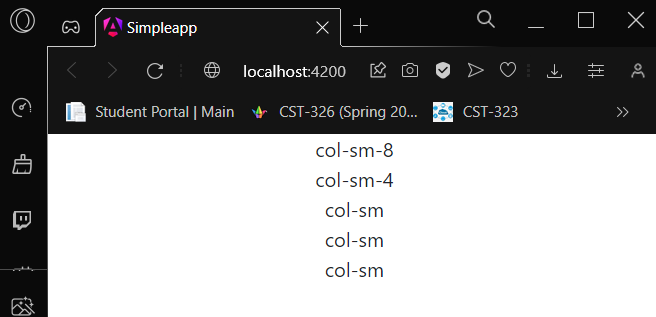 Simpleapp
localhost:4200
Student Portal | Main CST-326 (Spring 20... CST-323
col-sm-8
col-sm-4
col-sm
col-sm
col-sm